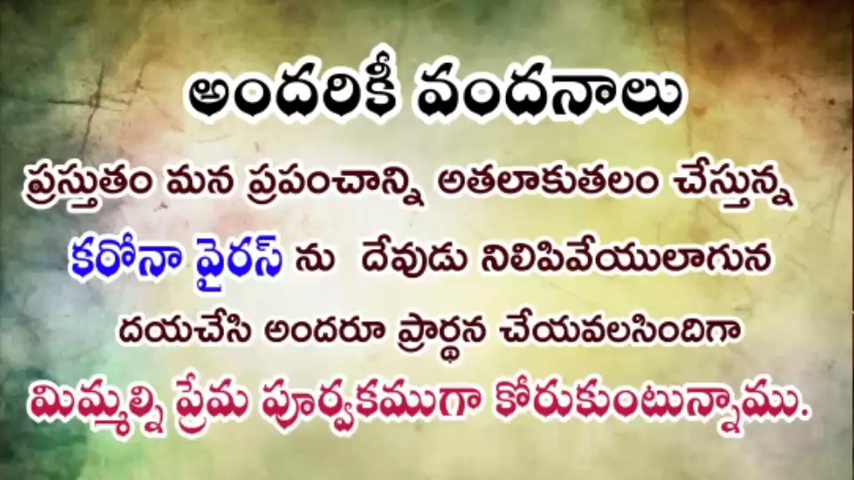 అందరికీ వందనాలు
ప్రస్తుతం మన ప్రపంచాన్ని అతలాకుతలం చేస్తున్న
కరోనా వైరస్ ను దేవుడు నిలిపివేయులాగున
దయచేసి అందరూ ప్రార్థన చేయవలసిందిగా
మిమ్మల్ని ప్రేమ పూర్వకముగా కోరుకుంటున్నాము.